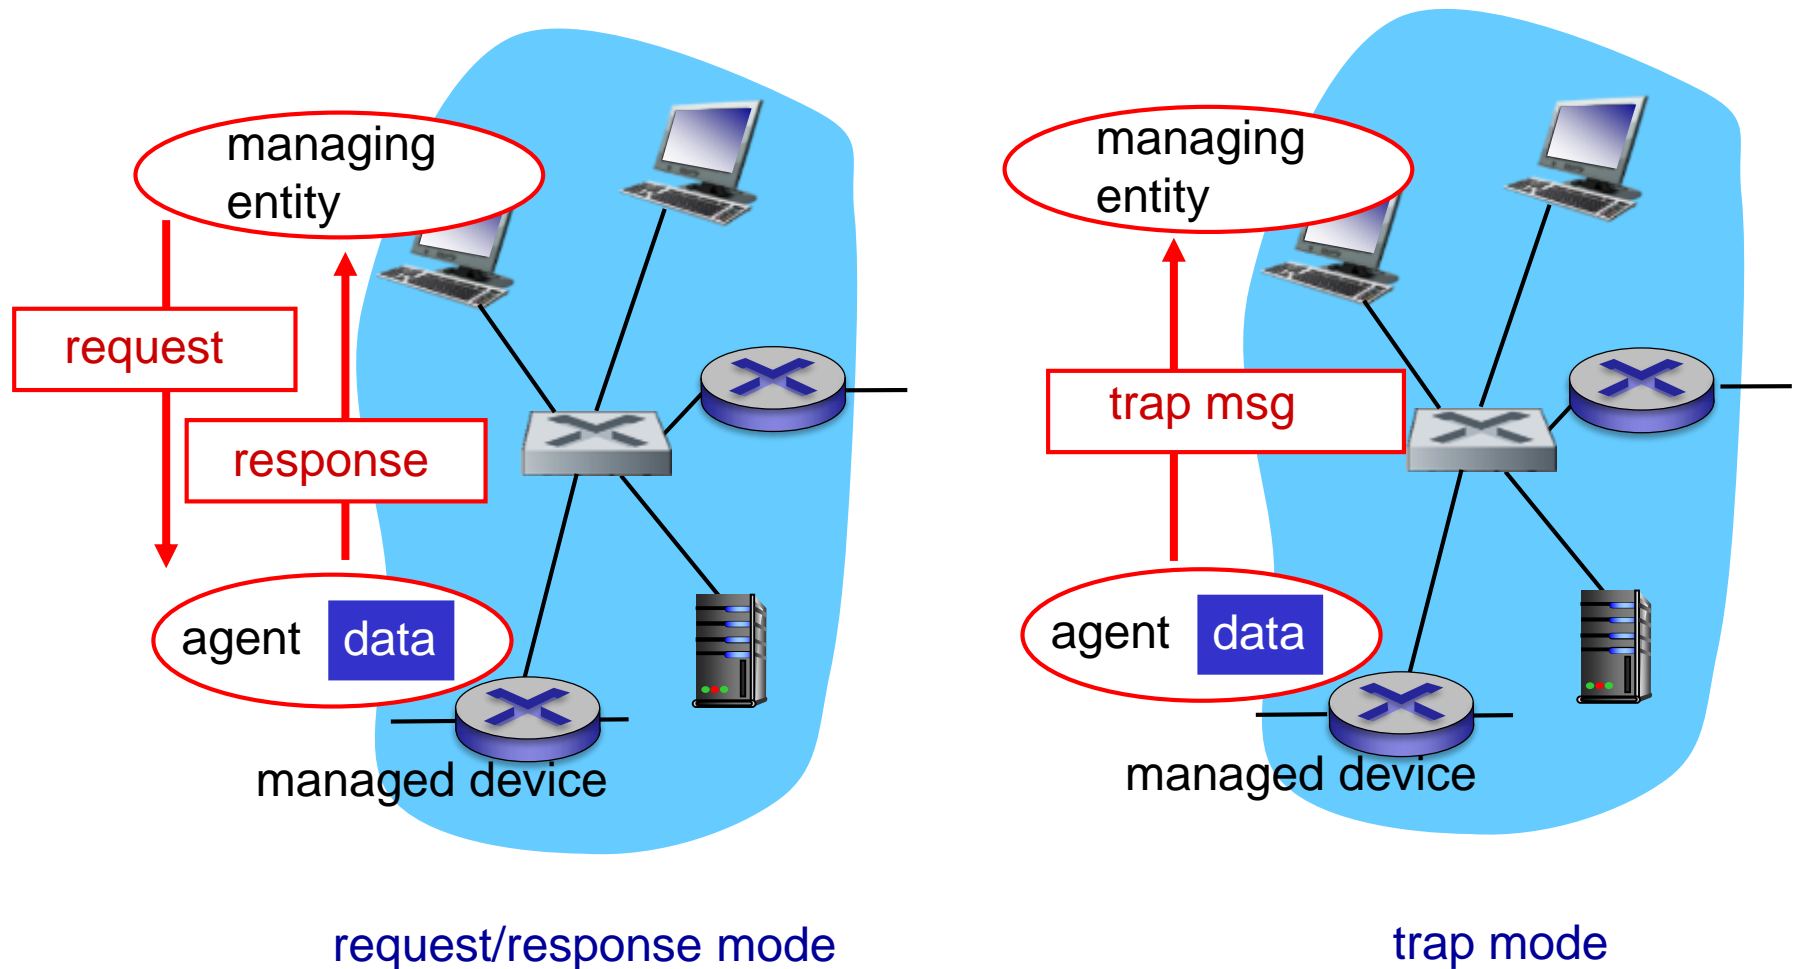 managing
entity
request
response
agent
data
managed device
request/response mode
managing
entity
trap msg
agent
data
managed device
trap mode